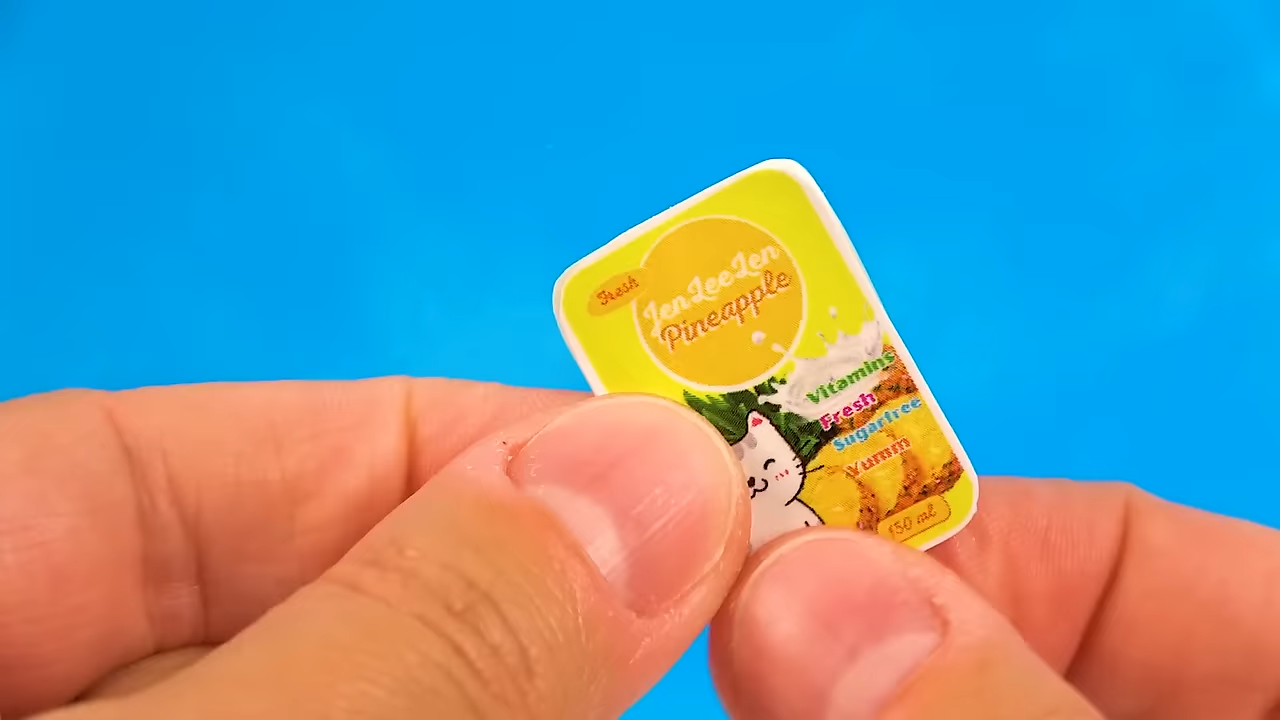 Fresh
JenLeeLen
Pineapple
Vitamins
Fresh
Sugarfree
Yumm
150 ml